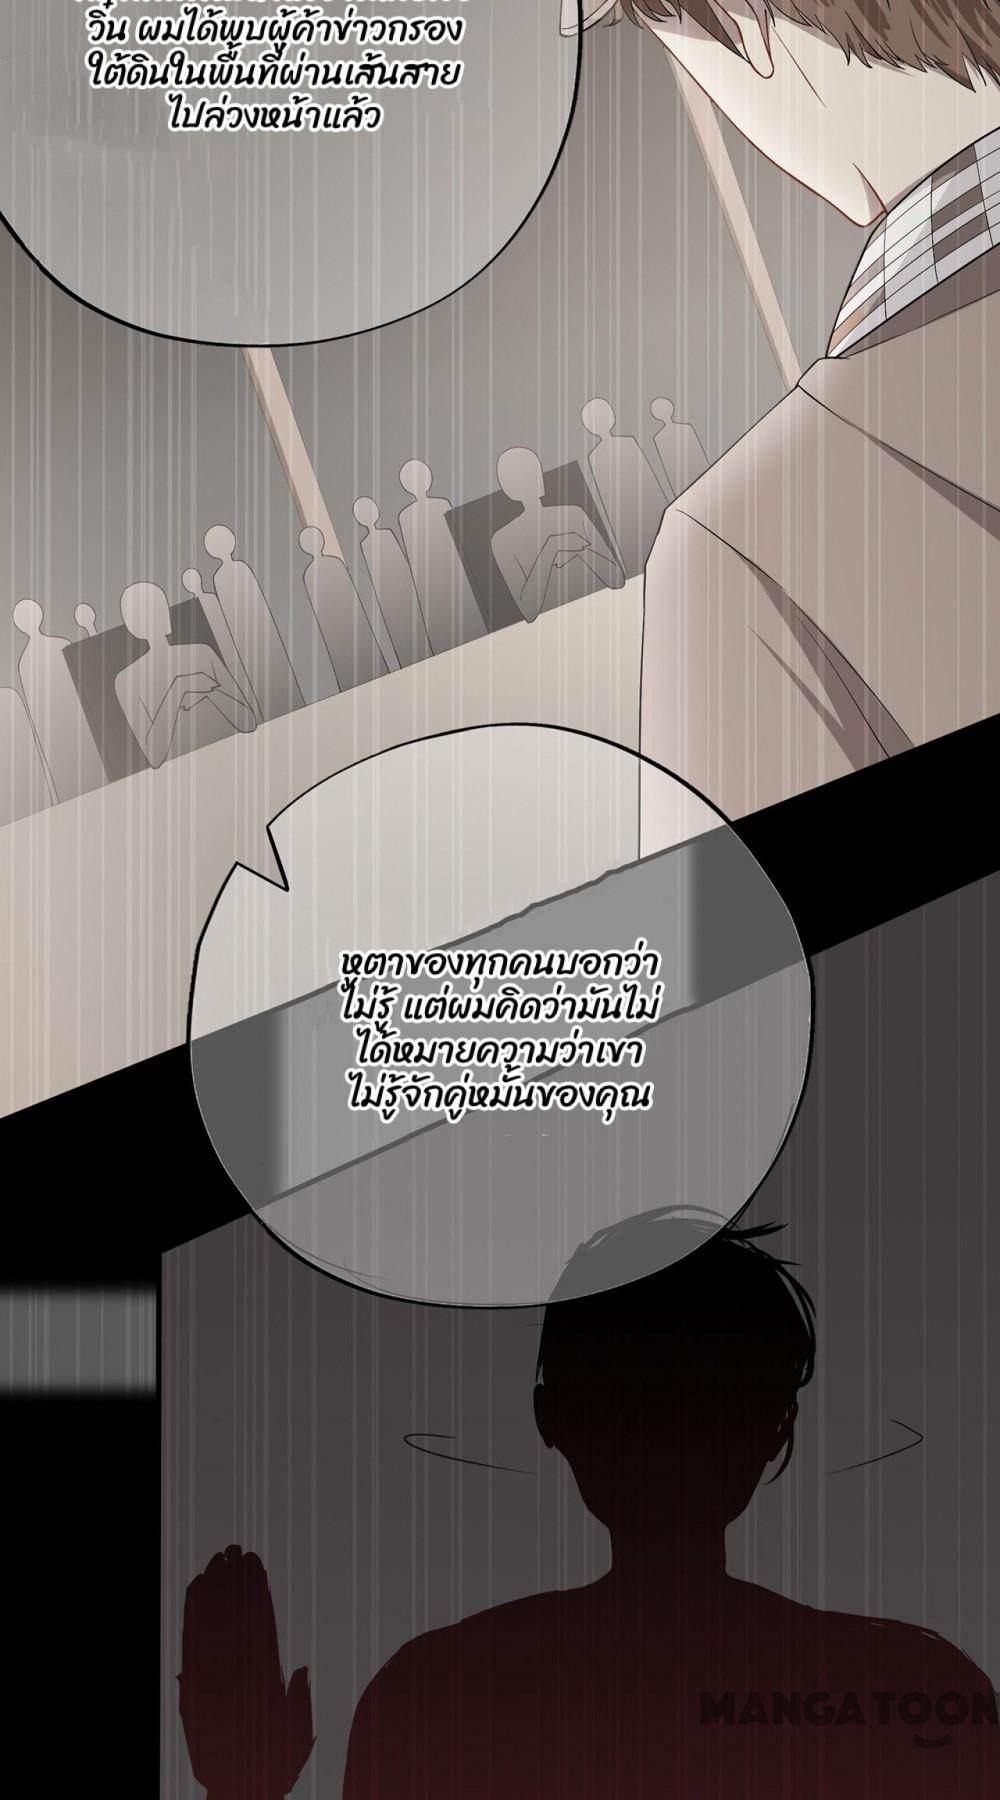 วิ๋น ผมได้พบผู้ค้าข่าวกรอง
ใต้ดินในพื้นที่ผ่านเส้นสาย
ไปล่วงหน้าแล้ว
หูตาของทุกคนบอกว่า
ไม่รู้ แต่ผมคิดว่ามันไม่
ได้หมายความว่าเขา
ไม่รู้จักคู่หมั้นของคุณ
MANGATOON